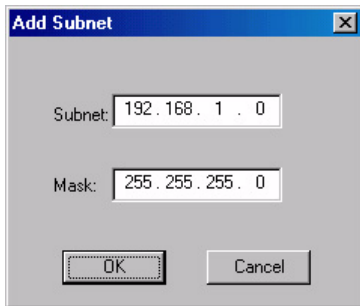 Add Subnet
Subnet: 192.168. 1 . 0
Mask: 255.255.255. 0
OK Cancel